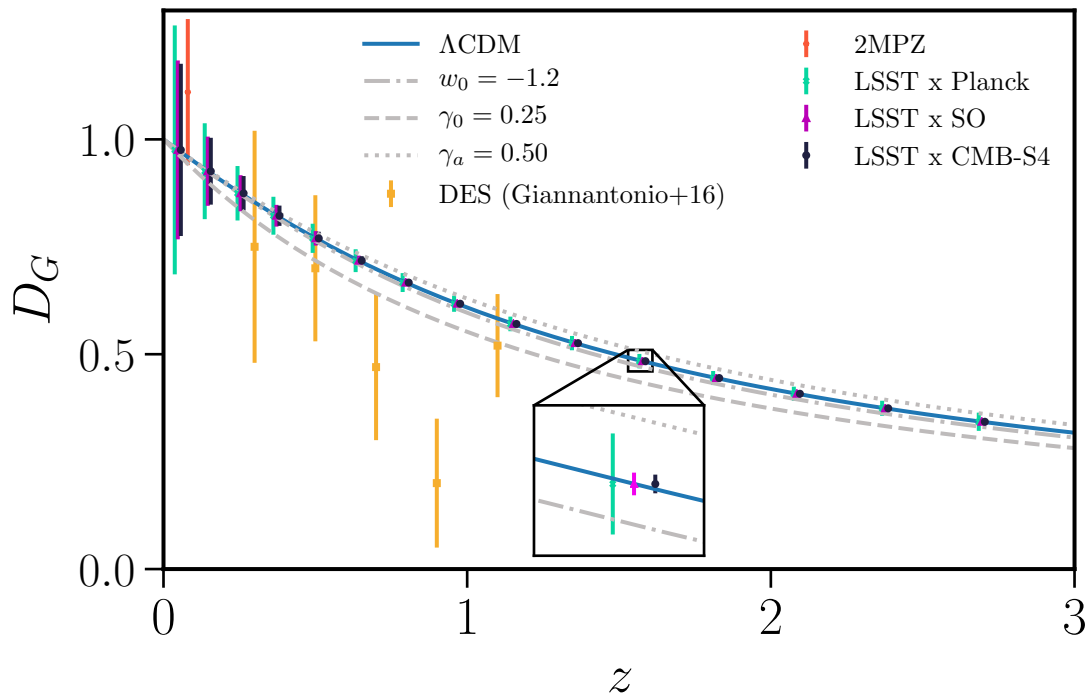 ΛCDM
w₀ = −1.2
γ₀ = 0.25
γₐ = 0.50
DES (Giannantonio+16)
2MPZ
LSST x Planck
LSST x SO
LSST x CMB-S4
D_G
1.0
0.5
0.0
0 1 2 3
z